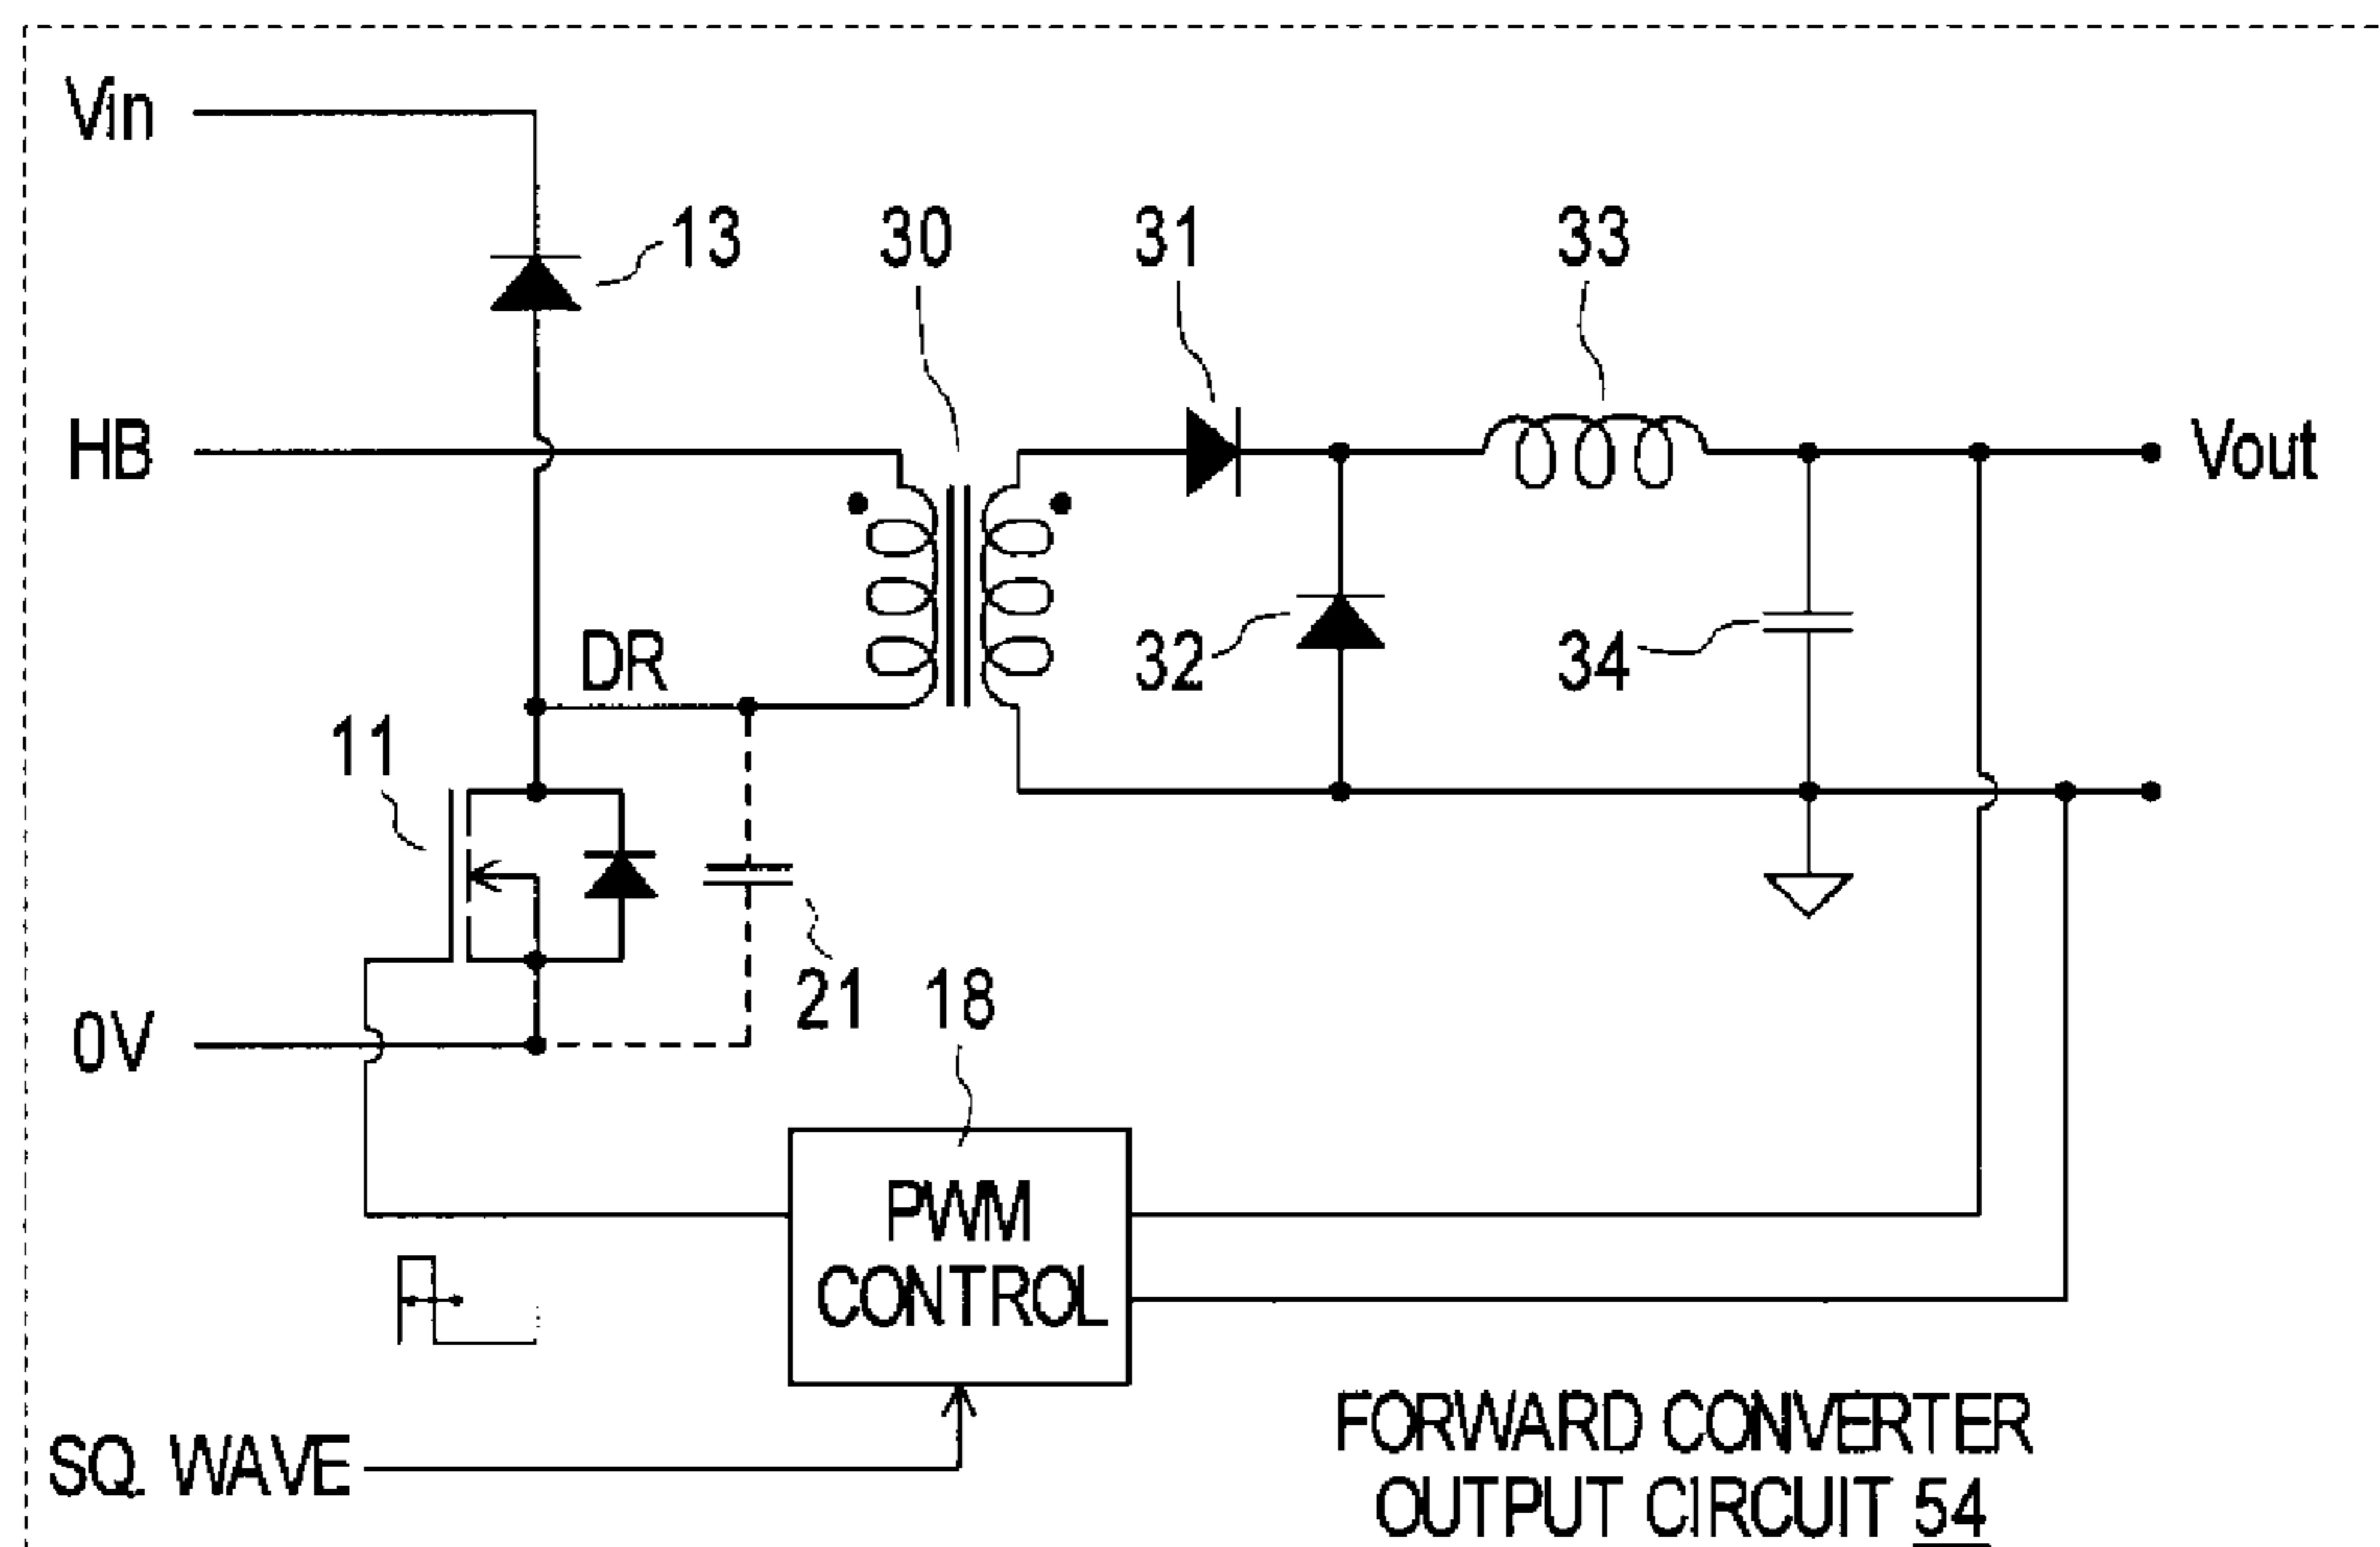 Vin
13
30
31
33
HB
Vout
DR
32
34
11
21
18
0V
PWM
CONTROL
SQ. WAVE
FORWARD CONVERTER
OUTPUT CIRCUIT 54